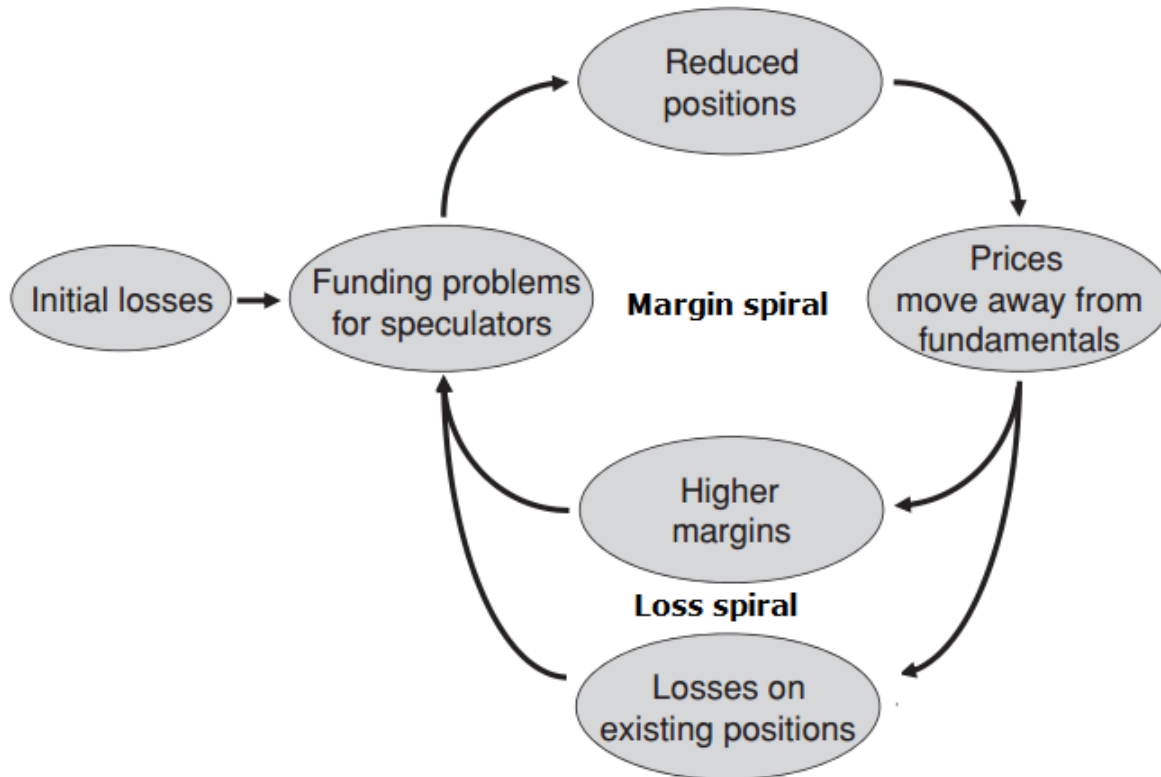 Reduced
positions
Initial losses
Funding problems
for speculators
Margin spiral
Prices
move away from
fundamentals
Higher
margins
Loss spiral
Losses on
existing positions